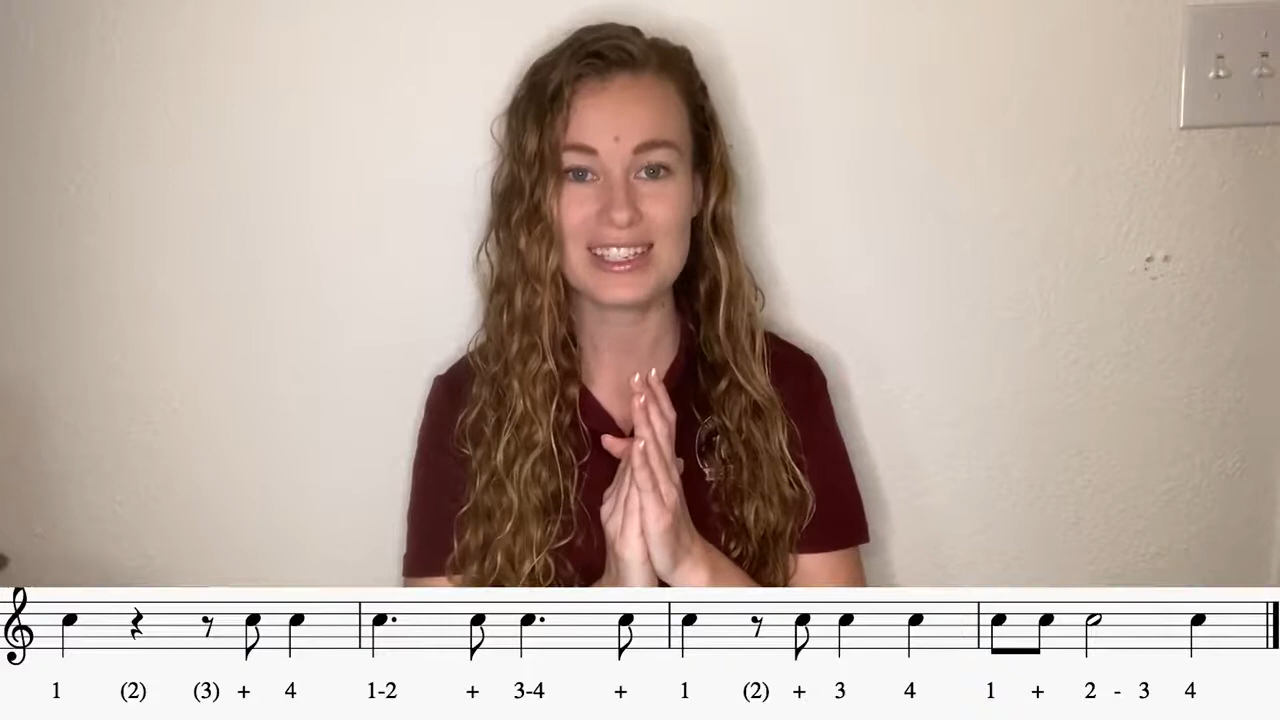 1 (2) (3) + 4 1-2 + 3-4 + 1 (2) + 3 4 1 + 2 - 3 4